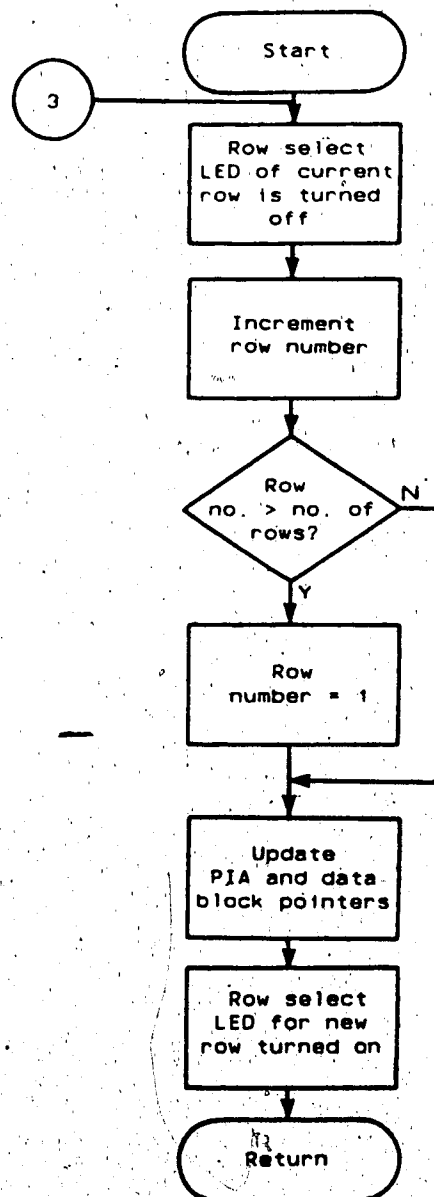 Start
3
Row select
LED of current
row is turned
off
Increment
row number
Row
no. > no. of
rows?
N
Y
Row
number = 1
Update
PIA and data
block pointers
Row select
LED for new
row turned on
Return